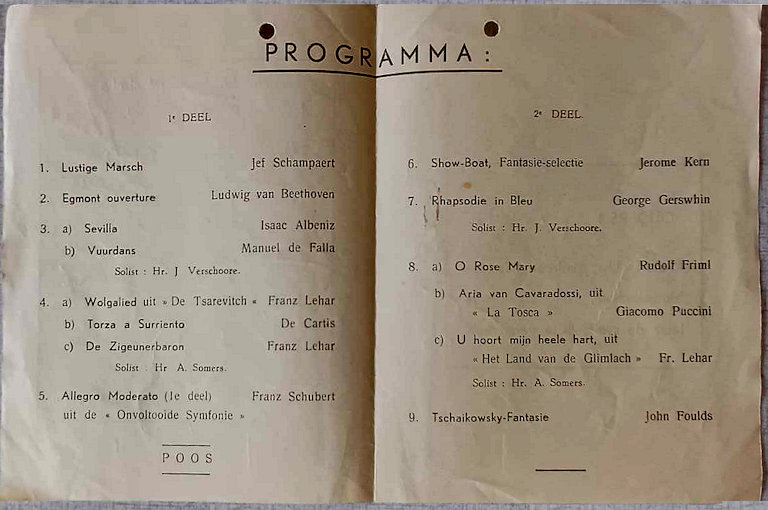 PROGRAMMA :
1e DEEL
1. Lustige Marsch Jef Schampaert
2. Egmont ouverture Ludwig van Beethoven
3. a) Sevilla Isaac Albeniz
b) Vuurdans Manuel de Falla
Solist : Hr. J Verschoore.
4. a) Wolgalied uit » De Tsarevitch « Franz Lehar
b) Torza a Surriento De Cartis
c) De Zigeunerbaron Franz Lehar
Solist : Hr A. Somers.
5. Allegro Moderato (1e deel) Franz Schubert
uit de « Onvoltooide Symfonie »
POOS
2e DEEL.
6. Show-Boat, Fantasie-selectie Jerome Kern
7. Rhapsodie in Bleu George Gerswhin
Solist : Hr. J. Verschoore.
8. a) O Rose Mary Rudolf Friml
b) Aria van Cavaradossi, uit
« La Tosca » Giacomo Puccini
c) U hoort mijn heele hart, uit
« Het Land van de Glimlach » Fr. Lehar
Solist : Hr. A. Somers.
9. Tschaikowsky-Fantasie John Foulds